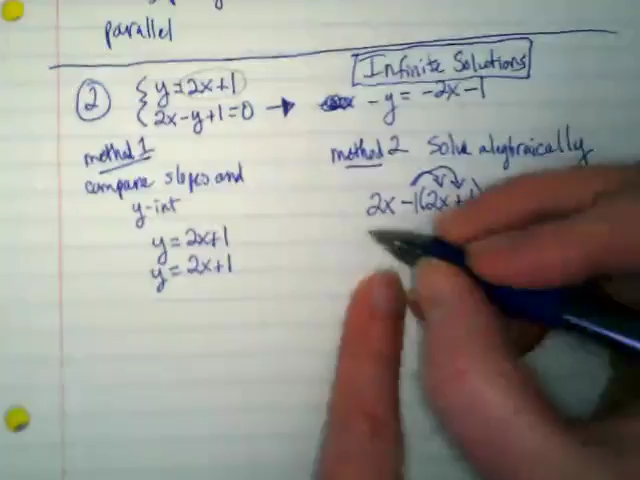 parallel
Infinite Solutions
② { y = 2x+1
{ 2x-y+1=0 → -y = -2x-1
method 1
compare slopes and
y-int
y = 2x+1
y = 2x+1
method 2 Solve algebraically
2x -1(2x+1